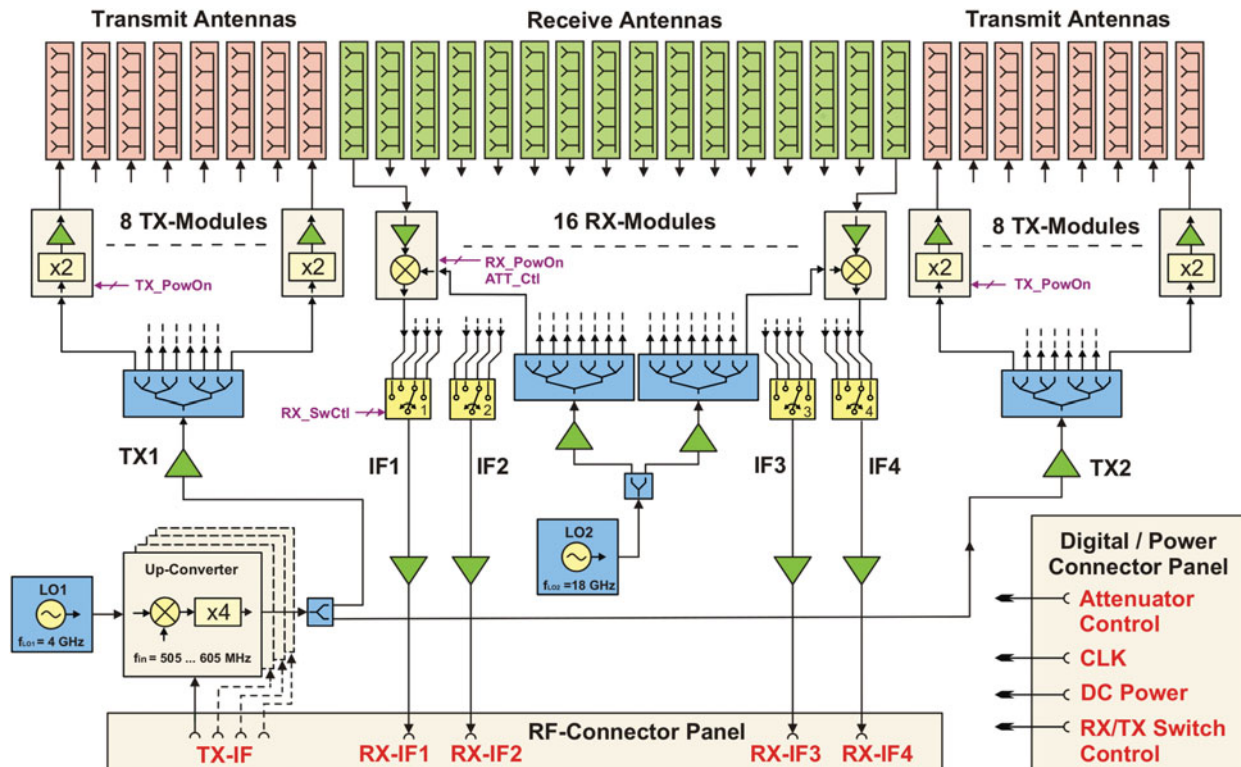 Transmit Antennas
Receive Antennas
Transmit Antennas
8 TX-Modules
16 RX-Modules
8 TX-Modules
x2
x2
x2
x2
TX_PowOn
RX_PowOn
ATT_Ctl
TX_PowOn
RX_SwCtl
1
2
3
4
TX1
IF1
IF2
IF3
IF4
TX2
LO2
fLO2 =18 GHz
Up-Converter
LO1
fLO1 = 4 GHz
x4
fin = 505 ... 605 MHz
Digital / Power
Connector Panel
Attenuator
Control
CLK
DC Power
RX/TX Switch
Control
RF-Connector Panel
TX-IF
RX-IF1
RX-IF2
RX-IF3
RX-IF4